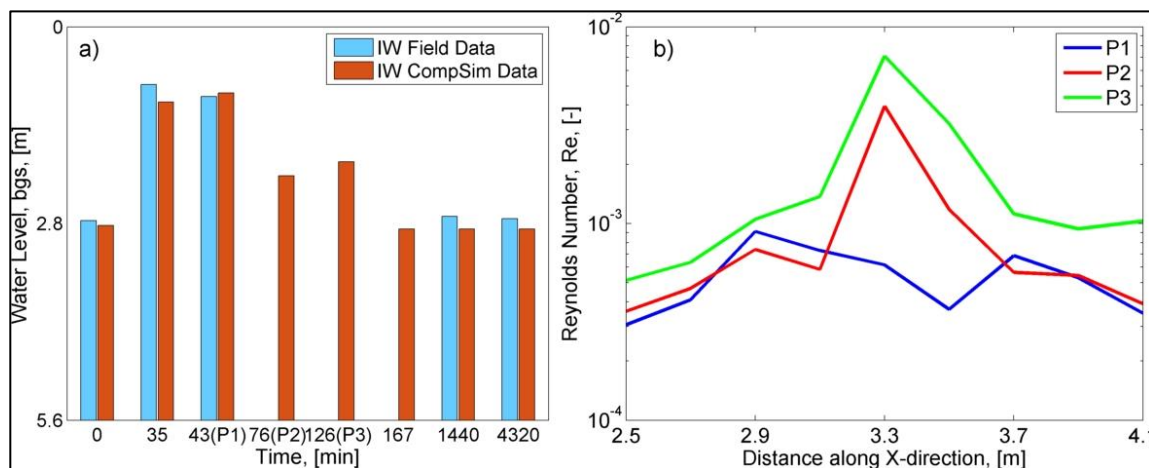 a)
IW Field Data
IW CompSim Data
Water Level, bgs, [m]
0
2.8
5.6
0 35 43(P1) 76(P2) 126(P3) 167 1440 4320
Time, [min]
b)
P1
P2
P3
Reynolds Number, Re, [-]
10⁻²
10⁻³
10⁻⁴
2.5 2.9 3.3 3.7 4.1
Distance along X-direction, [m]